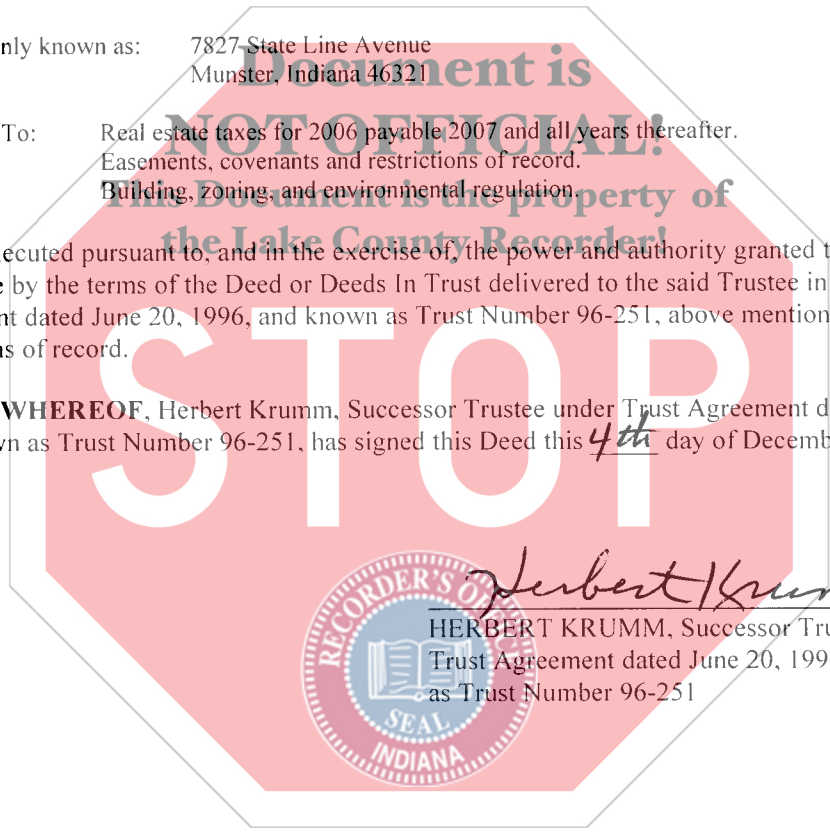 nly known as: 7827 State Line Avenue
Munster, Indiana 46321
Document is
NOT OFFICIAL!
This Document is the property of
the Lake County Recorder!
To: Real estate taxes for 2006 payable 2007 and all years thereafter.
Easements, covenants and restrictions of record.
Building, zoning, and environmental regulation.
ecuted pursuant to, and in the exercise of, the power and authority granted t
e by the terms of the Deed or Deeds In Trust delivered to the said Trustee in
nt dated June 20, 1996, and known as Trust Number 96-251, above mention
s of record.
STOP
WHEREOF, Herbert Krumm, Successor Trustee under Trust Agreement d
wn as Trust Number 96-251, has signed this Deed this 4th day of Decemb
Herbert Krum
HERBERT KRUMM, Successor Tru
Trust Agreement dated June 20, 199
as Trust Number 96-251
RECORDER'S OFFICE
SEAL
INDIANA